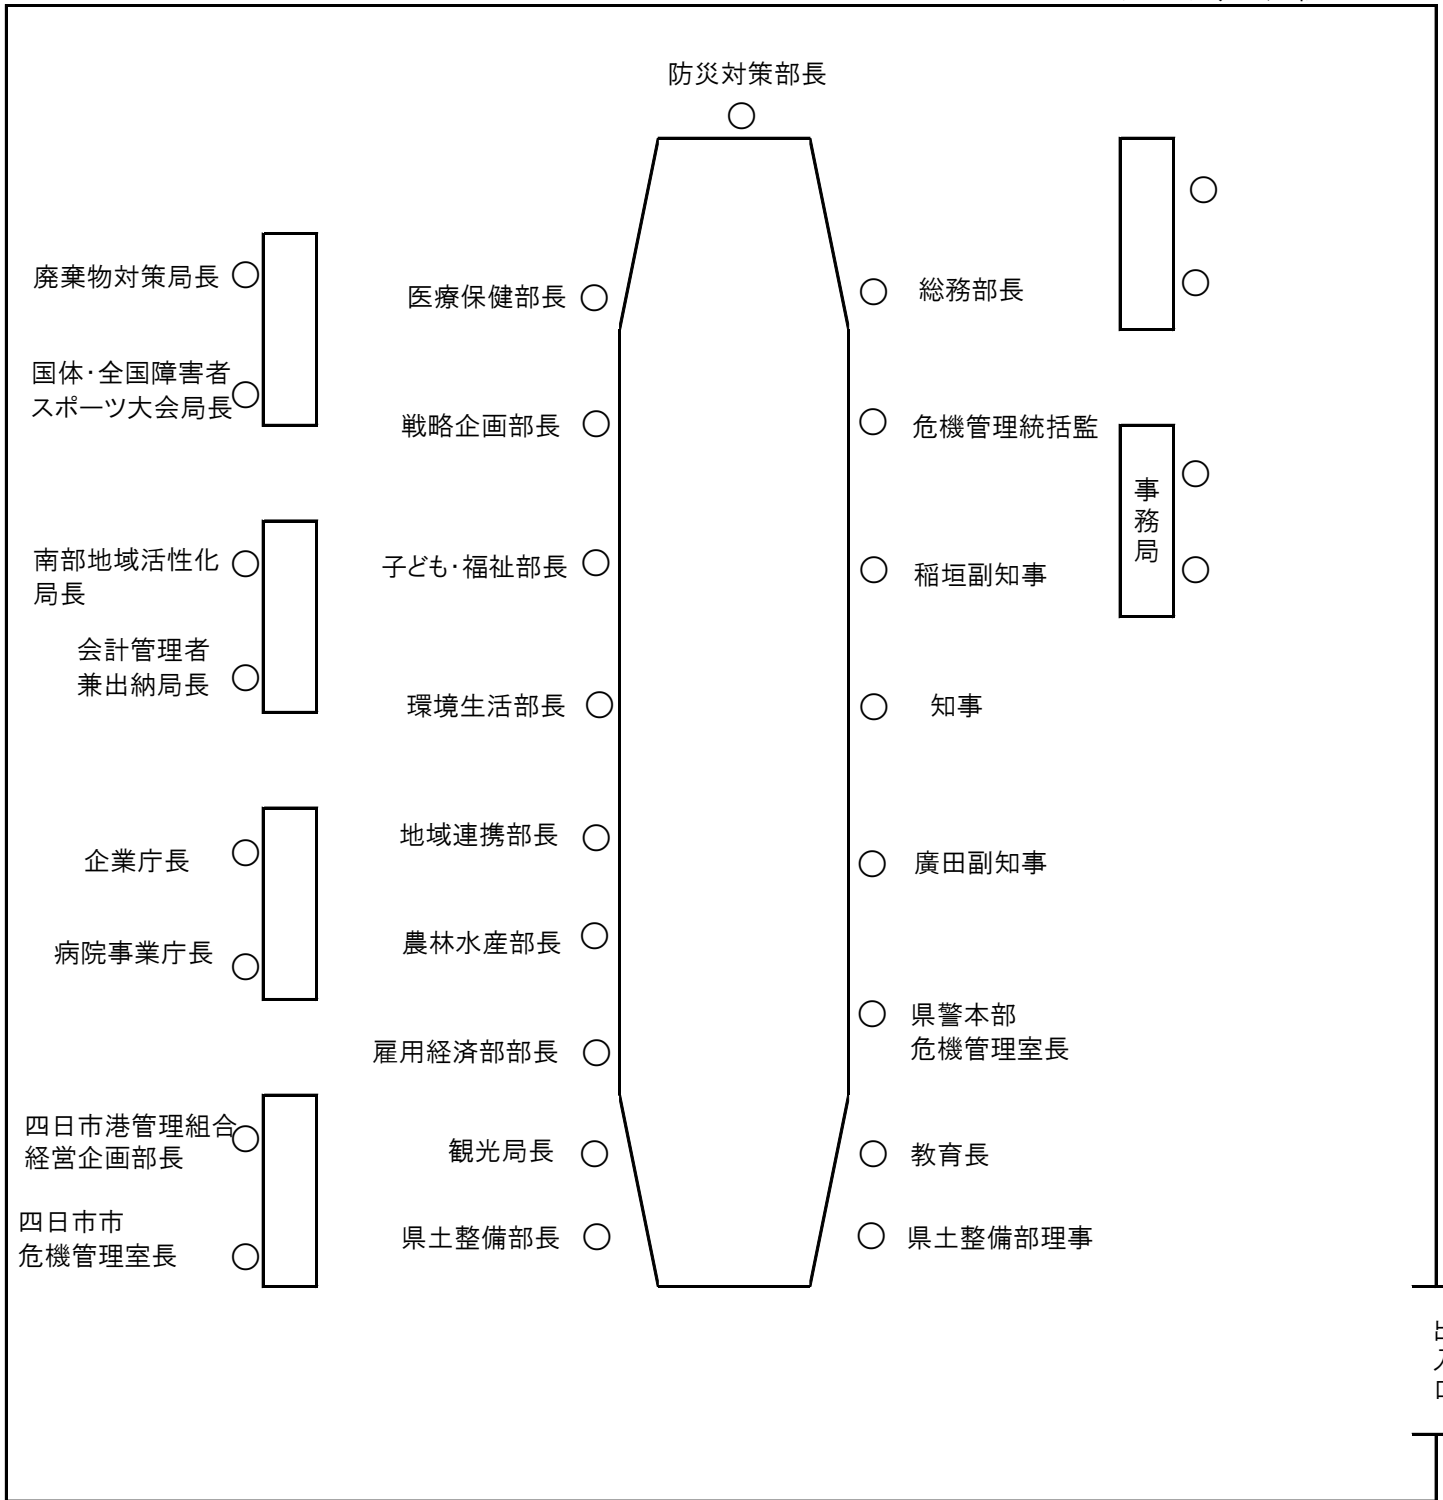 防災対策部長
廃棄物対策局長
国体・全国障害者
スポーツ大会局長
南部地域活性化
局長
会計管理者
兼出納局長
企業庁長
病院事業庁長
四日市港管理組合
経営企画部長
四日市市
危機管理室長
医療保健部長
戦略企画部長
子ども・福祉部長
環境生活部長
地域連携部長
農林水産部長
雇用経済部部長
観光局長
県土整備部長
総務部長
危機管理統括監
稲垣副知事
知事
廣田副知事
県警本部
危機管理室長
教育長
県土整備部理事
事務局
出入口